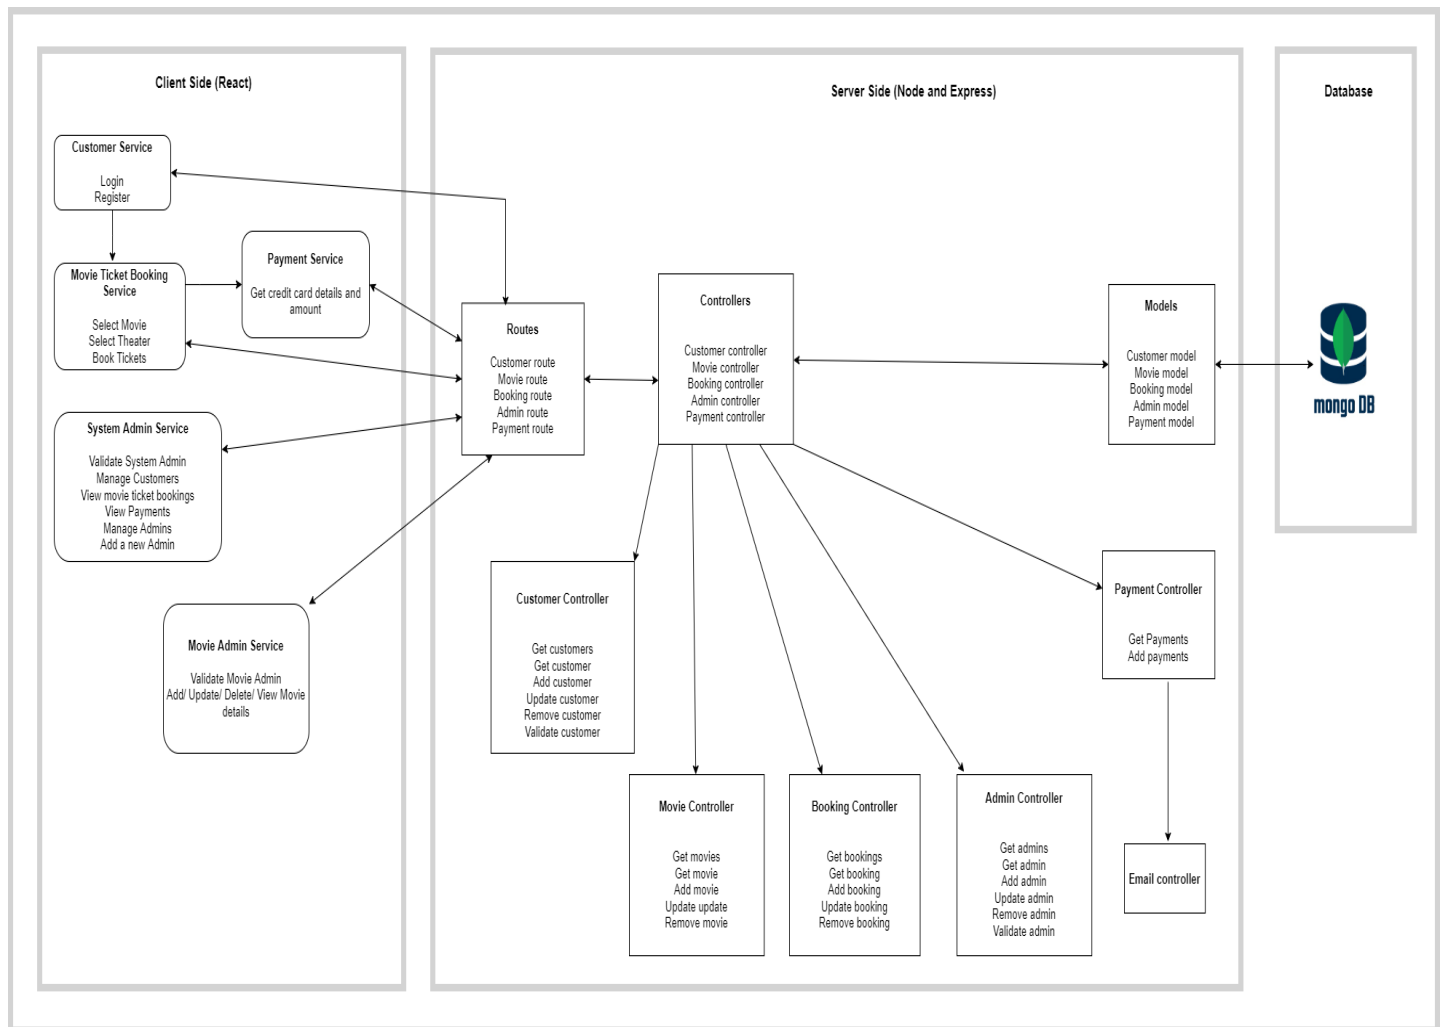 Client Side (React)
Customer Service
Login
Register
Movie Ticket Booking
Service
Select Movie
Select Theater
Book Tickets
Payment Service
Get credit card details and
amount
System Admin Service
Validate System Admin
Manage Customers
View movie ticket bookings
View Payments
Manage Admins
Add a new Admin
Movie Admin Service
Validate Movie Admin
Add/ Update/ Delete/ View Movie
details
Server Side (Node and Express)
Routes
Customer route
Movie route
Booking route
Admin route
Payment route
Controllers
Customer controller
Movie controller
Booking controller
Admin controller
Payment controller
Models
Customer model
Movie model
Booking model
Admin model
Payment model
Customer Controller
Get customers
Get customer
Add customer
Update customer
Remove customer
Validate customer
Movie Controller
Get movies
Get movie
Add movie
Update update
Remove movie
Booking Controller
Get bookings
Get booking
Add booking
Update booking
Remove booking
Admin Controller
Get admins
Get admin
Add admin
Update admin
Remove admin
Validate admin
Payment Controller
Get Payments
Add payments
Email controller
Database
mongo DB